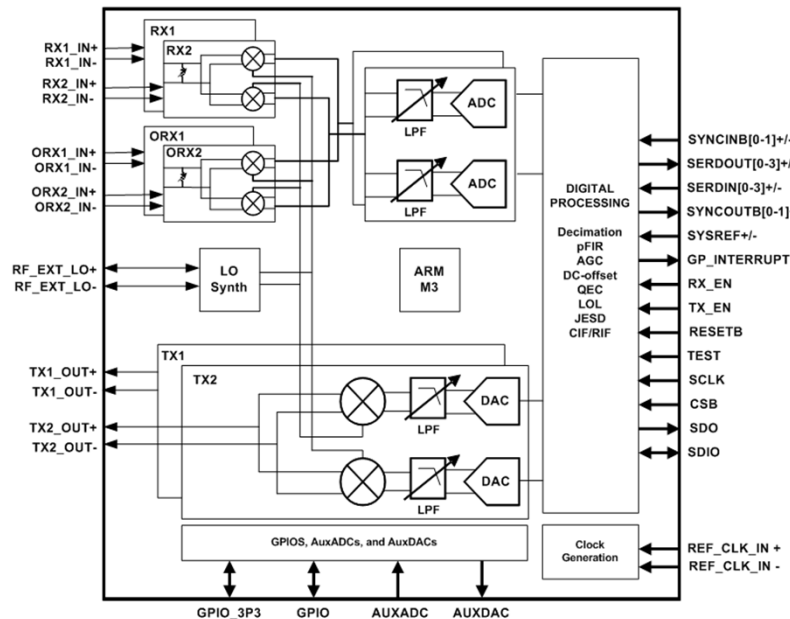 RX1
RX2
RX1_IN+
RX1_IN-
RX2_IN+
RX2_IN-
ORX1
ORX2
ORX1_IN+
ORX1_IN-
ORX2_IN+
ORX2_IN-
LPF
ADC
LPF
ADC
RF_EXT_LO+
RF_EXT_LO-
LO
Synth
ARM
M3
DIGITAL
PROCESSING
Decimation
pFIR
AGC
DC-offset
QEC
LOL
JESD
CIF/RIF
SYNCINB[0-1]+/-
SERDOUT[0-3]+/
SERDIN[0-3]+/-
SYNCOUTB[0-1]
SYSREF+/-
GP_INTERRUPT
RX_EN
TX_EN
RESETB
TEST
SCLK
CSB
SDO
SDIO
TX1
TX2
TX1_OUT+
TX1_OUT-
TX2_OUT+
TX2_OUT-
LPF
DAC
LPF
DAC
GPIOS, AuxADCs, and AuxDACs
Clock
Generation
REF_CLK_IN +
REF_CLK_IN -
GPIO_3P3
GPIO
AUXADC
AUXDAC